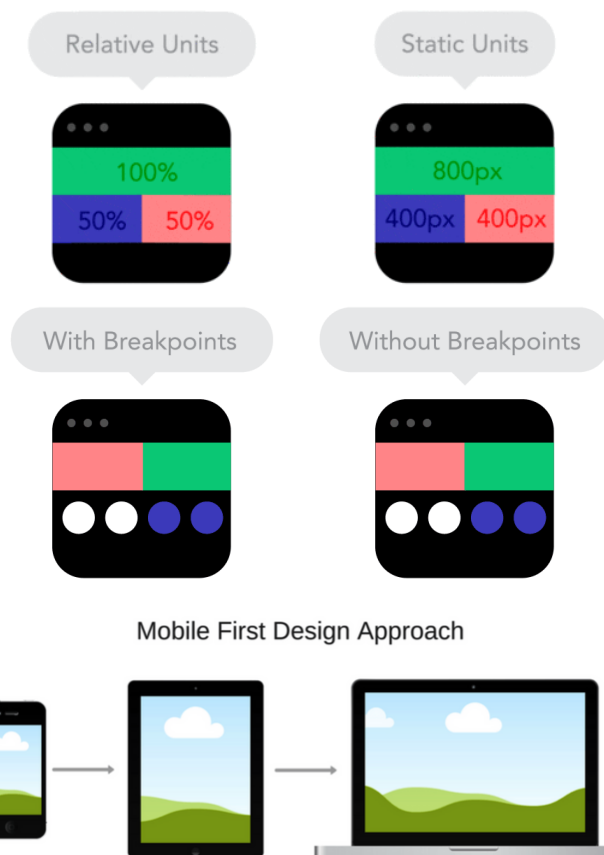 Relative Units
Static Units
100%
800px
50% 50%
400px 400px
With Breakpoints
Without Breakpoints
Mobile First Design Approach